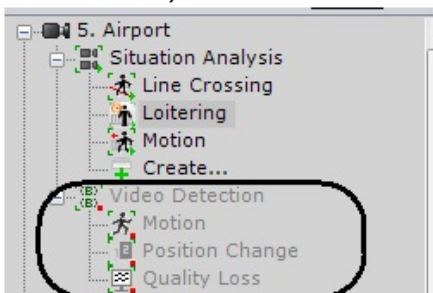 5. Airport
Situation Analysis
Line Crossing
Loitering
Motion
Create...
Video Detection
Motion
Position Change
Quality Loss